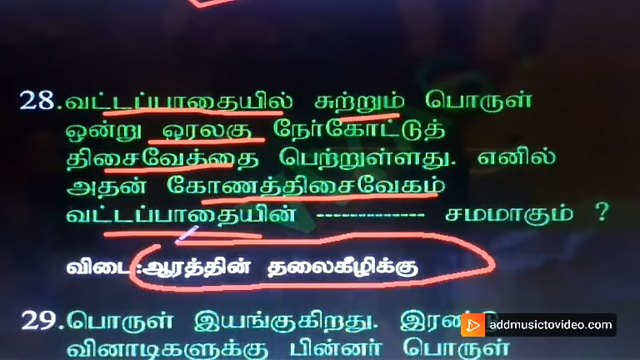 28.வட்டப்பாதையில் சுற்றும் பொருள்
ஒன்று ஓரலகு நேர்கோட்டுத்
திசைவேத்தை பெற்றுள்ளது. எனில்
அதன் கோணத்திசைவேகம்
வட்டப்பாதையின் ------------- சமமாகும் ?
விடை:ஆரத்தின் தலைகீழிக்கு
29.பொருள் இயங்குகிறது.
வினாடிகளுக்கு பின்னர் பொருள்
addmusictovideo.com